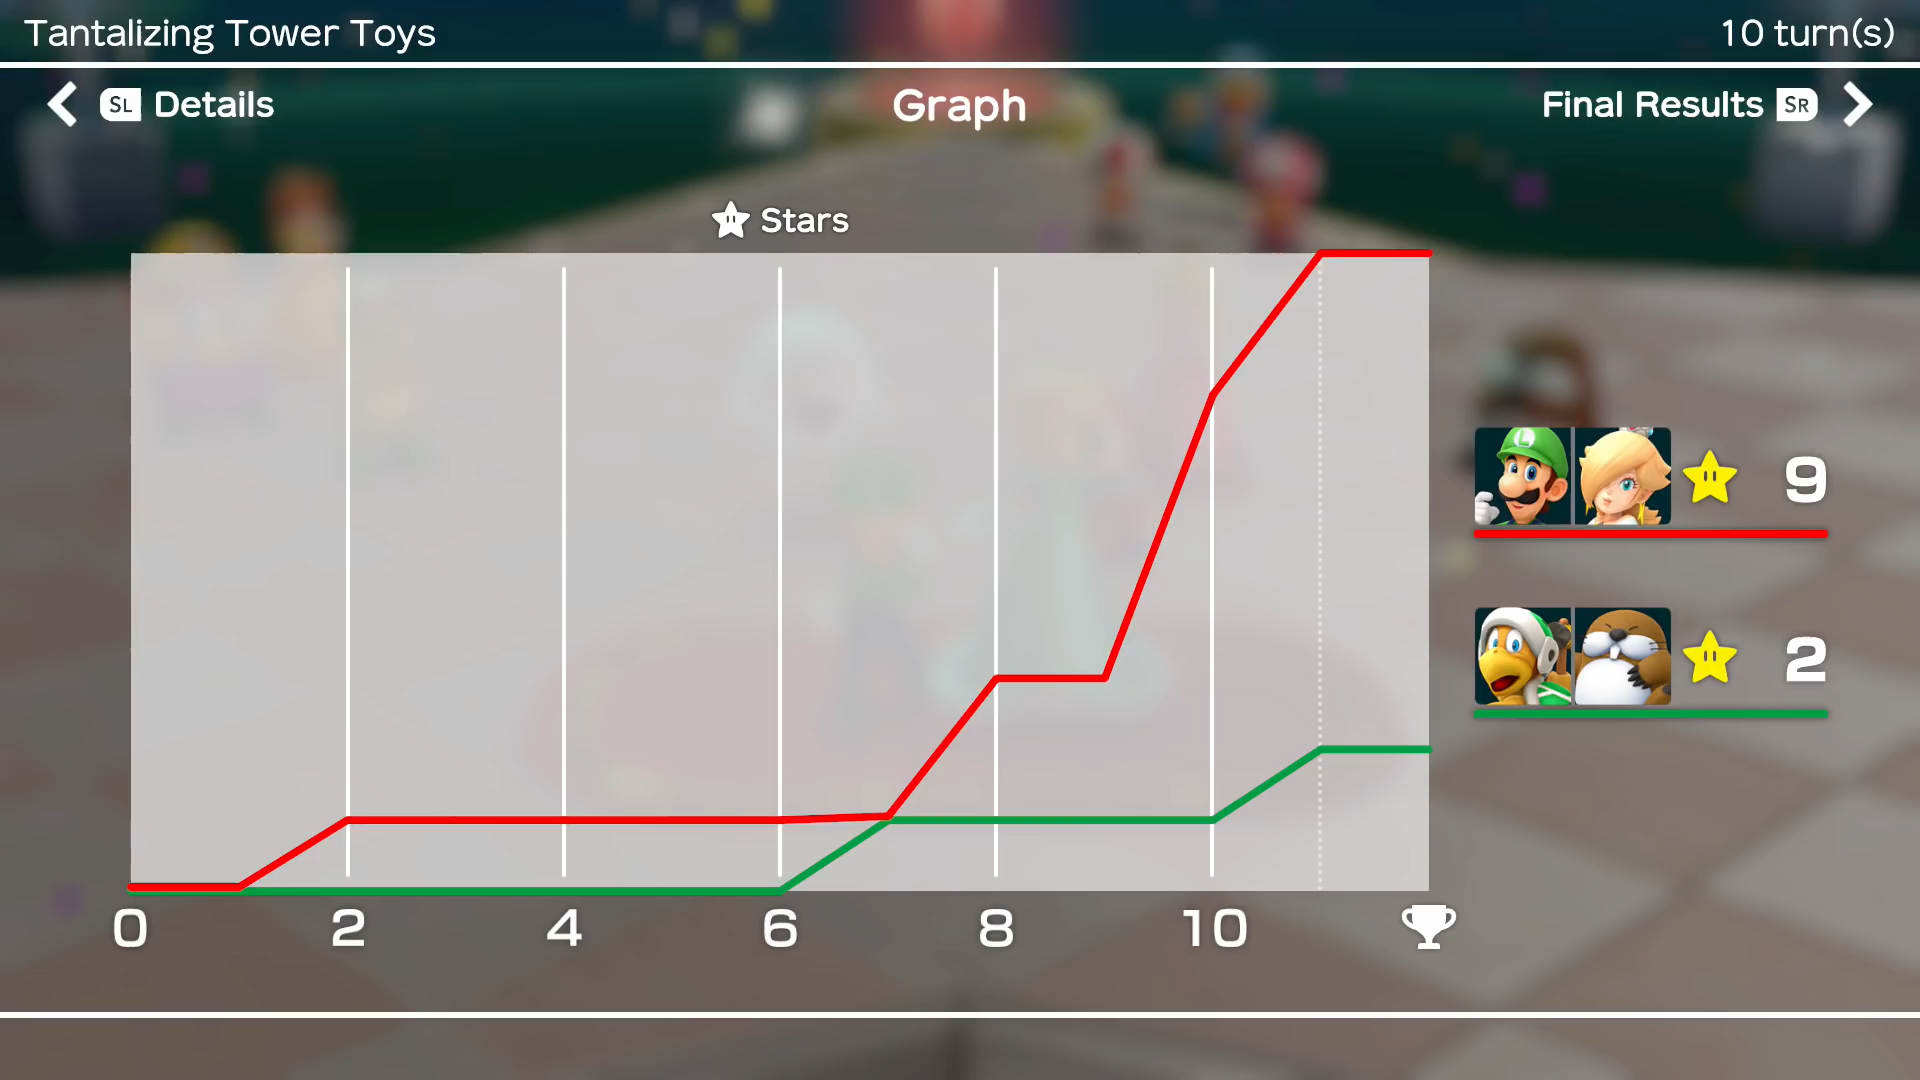 Tantalizing Tower Toys
10 turn(s)
SL Details
Graph
Final Results SR
Stars
9
2
0 2 4 6 8 10